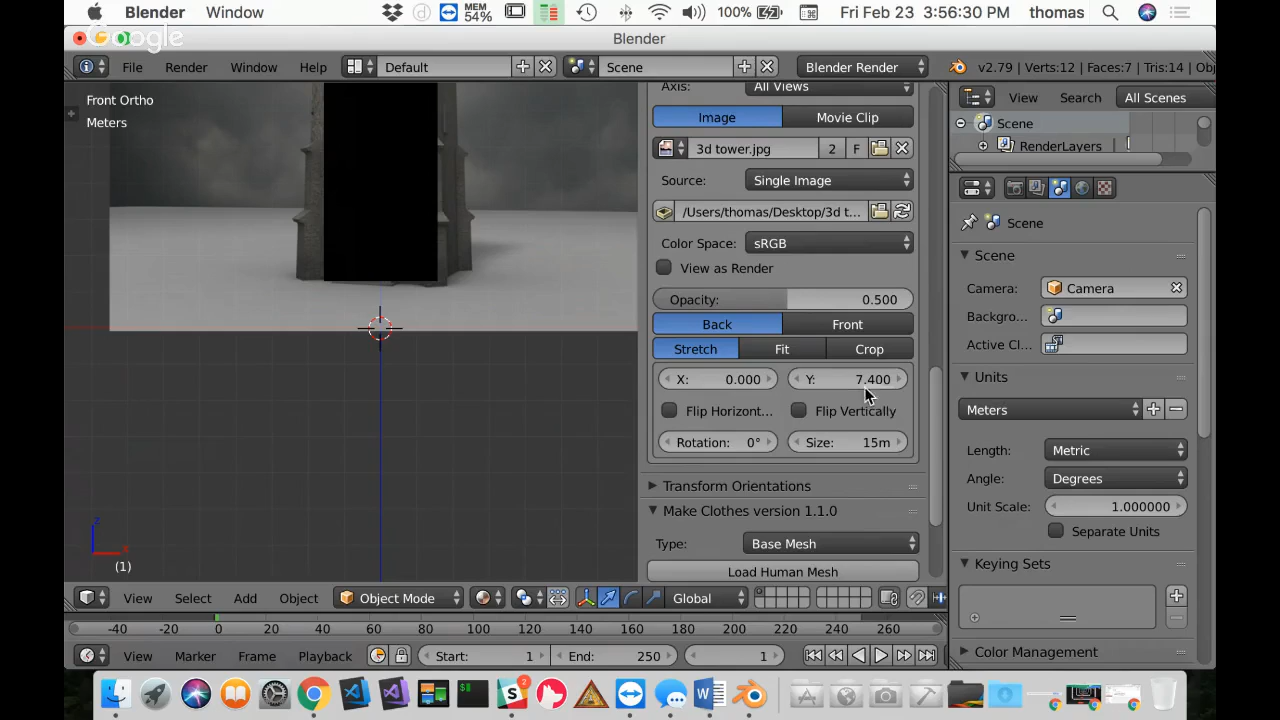 Blender Window MEM 54% 100% Fri Feb 23 3:56:30 PM thomas
Google
Blender
File Render Window Help Default Scene Blender Render v2.79 | Verts:12 | Faces:7 | Tris:14 | Ob
Front Ortho
Meters
Axis: All Views
Image Movie Clip
3d tower.jpg 2 F
Source: Single Image
/Users/thomas/Desktop/3d t...
Color Space: sRGB
View as Render
Opacity: 0.500
Back Front
Stretch Fit Crop
X: 0.000 Y: 7.400
Flip Horizont... Flip Vertically
Rotation: 0° Size: 15m
Transform Orientations
Make Clothes version 1.1.0
Type: Base Mesh
Load Human Mesh
z
x
(1)
View Search All Scenes
Scene
RenderLayers
Scene
Scene
Camera: Camera
Backgro...
Active Cl...
Units
Meters
Length: Metric
Angle: Degrees
Unit Scale: 1.000000
Separate Units
Keying Sets
Color Management
View Select Add Object Object Mode Global
-40 -20 0 20 40 60 80 100 120 140 160 180 200 220 240 260
View Marker Frame Playback Start: 1 End: 250 1
2